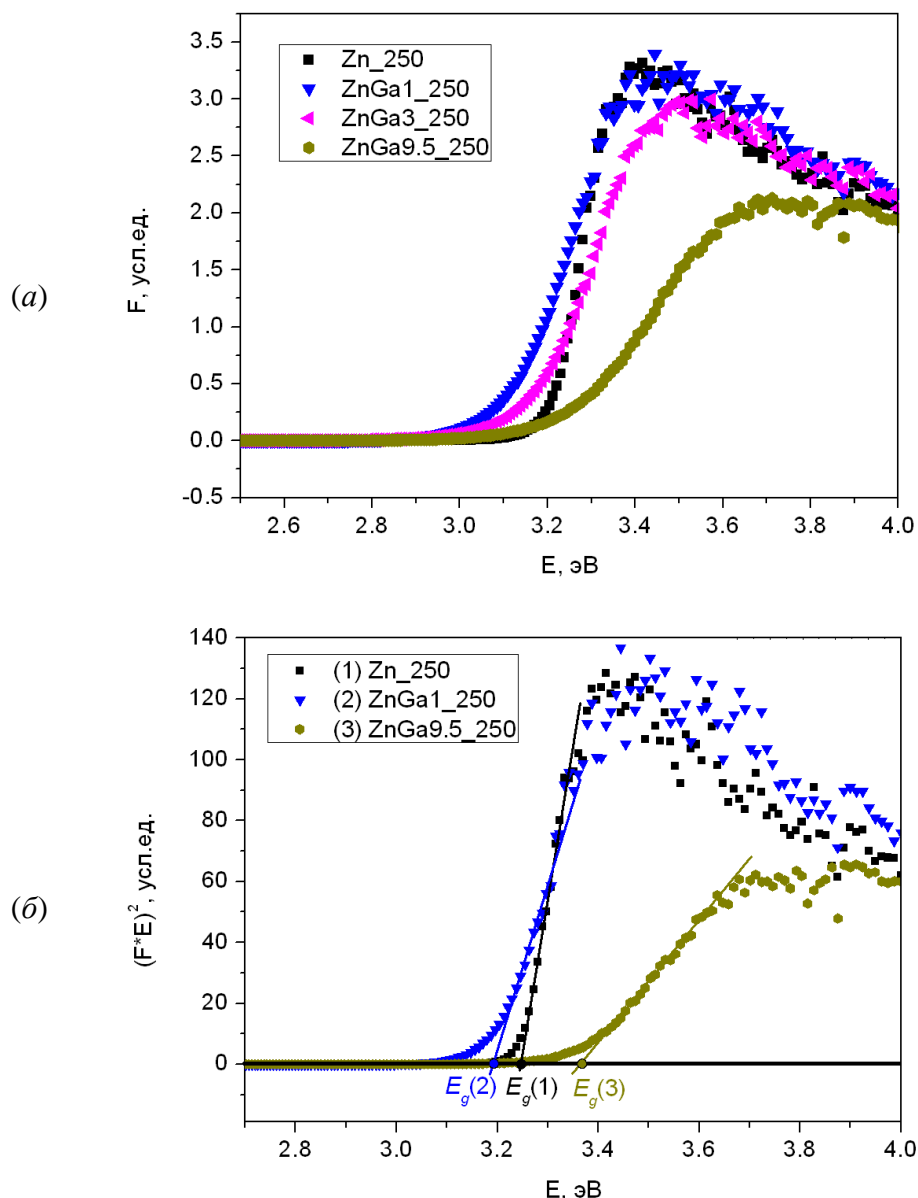 (а)
F, усл.ед.
3.5
3.0
2.5
2.0
1.5
1.0
0.5
0.0
-0.5
Zn_250
ZnGa1_250
ZnGa3_250
ZnGa9.5_250
2.6 2.8 3.0 3.2 3.4 3.6 3.8 4.0
E, эВ
(б)
(F*E)², усл.ед.
140
120
100
80
60
40
20
0
(1) Zn_250
(2) ZnGa1_250
(3) ZnGa9.5_250
E_g(2) E_g(1) E_g(3)
2.8 3.0 3.2 3.4 3.6 3.8 4.0
E, эВ